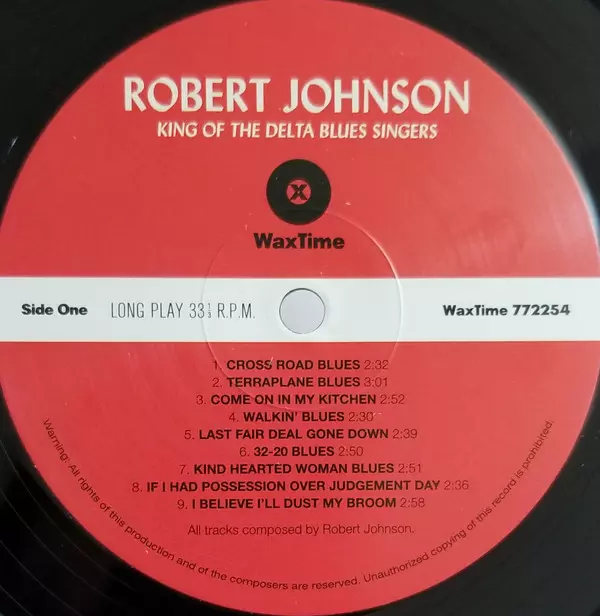 ROBERT JOHNSON
KING OF THE DELTA BLUES SINGERS
X
WaxTime
Side One LONG PLAY 33 1/3 R.P.M. WaxTime 772254
1. CROSS ROAD BLUES 2:32
2. TERRAPLANE BLUES 3:01
3. COME ON IN MY KITCHEN 2:52
4. WALKIN' BLUES 2:30
5. LAST FAIR DEAL GONE DOWN 2:39
6. 32-20 BLUES 2:50
7. KIND HEARTED WOMAN BLUES 2:51
8. IF I HAD POSSESSION OVER JUDGEMENT DAY 2:36
9. I BELIEVE I'LL DUST MY BROOM 2:58
All tracks composed by Robert Johnson.
Warning: All rights of this production and of the composers are reserved. Unauthorized copying of this record is prohibited.